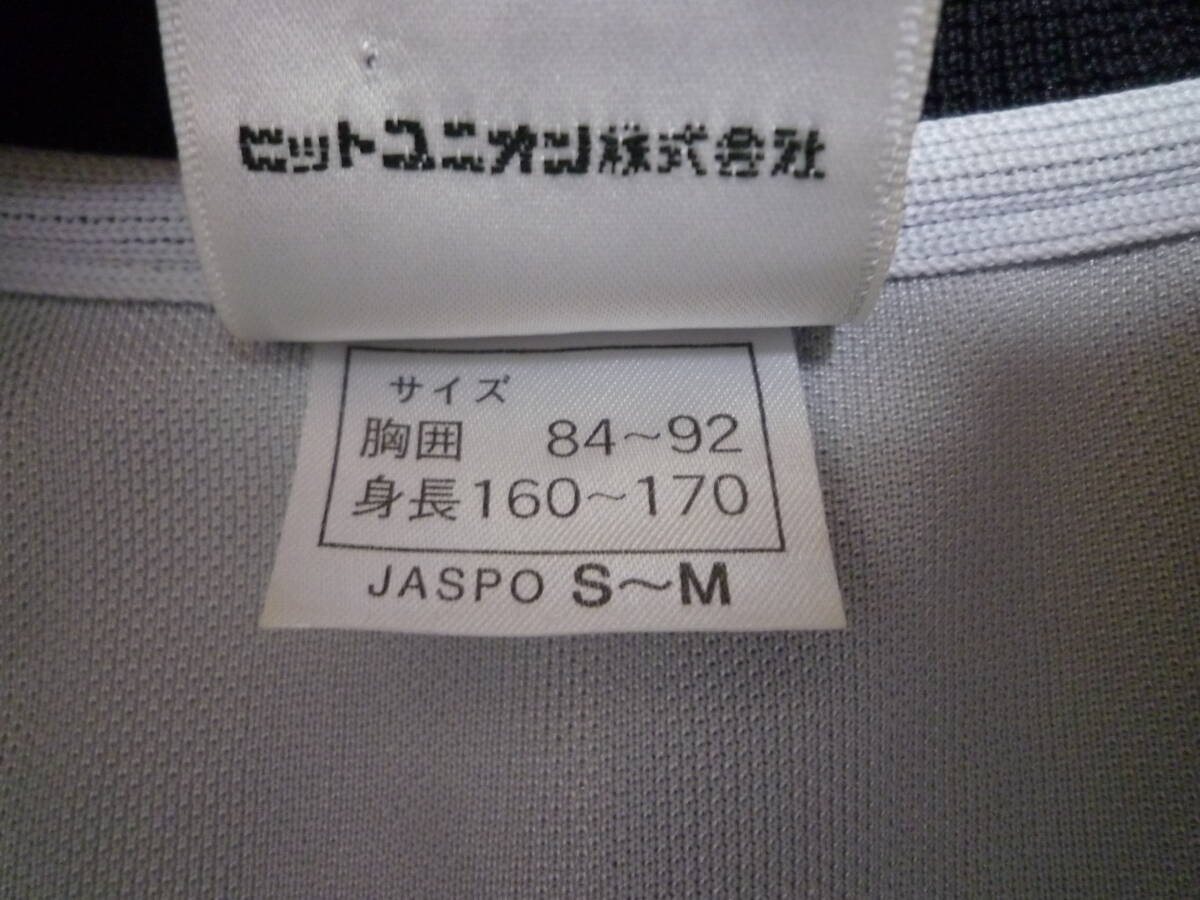 ヒットユニオン株式会社
サイズ
胸囲 84～92
身長160～170
JASPO S～M